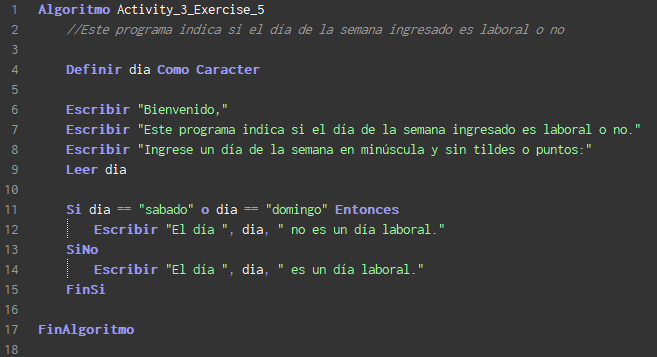 1 Algoritmo Activity_3_Exercise_5
2 //Este programa indica si el día de la semana ingresado es laboral o no
3
4 Definir dia Como Caracter
5
6 Escribir "Bienvenido,"
7 Escribir "Este programa indica si el día de la semana ingresado es laboral o no."
8 Escribir "Ingrese un día de la semana en minúscula y sin tildes o puntos:"
9 Leer dia
10
11 Si dia == "sabado" o dia == "domingo" Entonces
12 Escribir "El día ", dia, " no es un día laboral."
13 SiNo
14 Escribir "El día ", dia, " es un día laboral."
15 FinSi
16
17 FinAlgoritmo
18